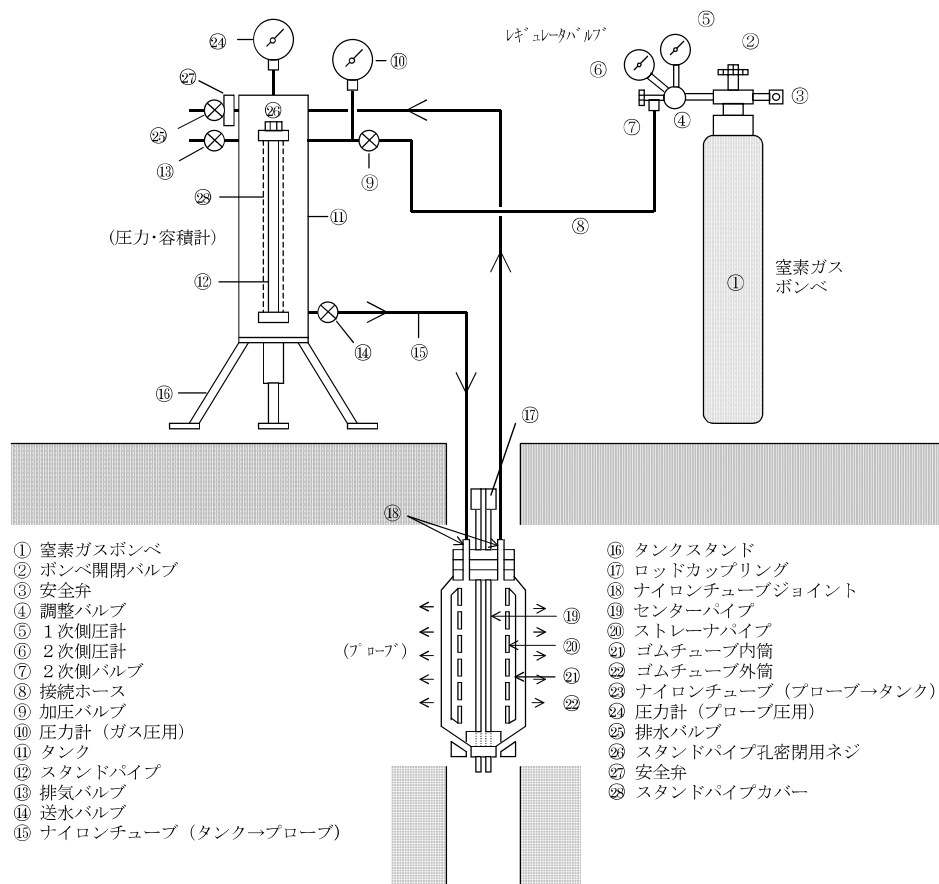 ㉔
⑩
レギュレータバルブ
⑤
⑥
②
③
㉗
㉖
㉕
④
⑦
⑬
⑨
㉘
⑪
⑧
(圧力・容積計)
⑫
①
窒素ガス
ボンベ
⑭
⑮
⑯
⑰
⑱
⑲
(プローブ)
⑳
㉑
㉒
① 窒素ガスボンベ
② ボンベ開閉バルブ
③ 安全弁
④ 調整バルブ
⑤ 1次側圧計
⑥ 2次側圧計
⑦ 2次側バルブ
⑧ 接続ホース
⑨ 加圧バルブ
⑩ 圧力計（ガス圧用）
⑪ タンク
⑫ スタンドパイプ
⑬ 排気バルブ
⑭ 送水バルブ
⑮ ナイロンチューブ（タンク→プローブ）
⑯ タンクスタンド
⑰ ロッドカップリング
⑱ ナイロンチューブジョイント
⑲ センターパイプ
⑳ ストレーナパイプ
㉑ ゴムチューブ内筒
㉒ ゴムチューブ外筒
㉓ ナイロンチューブ（プローブ→タンク）
㉔ 圧力計（プローブ圧用）
㉕ 排水バルブ
㉖ スタンドパイプ孔密閉用ネジ
㉗ 安全弁
㉘ スタンドパイプカバー